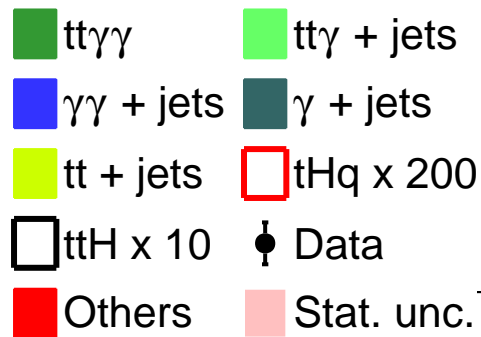 ttγγ ttγ + jets
γγ + jets γ + jets
tt + jets tHq x 200
ttH x 10 Data
Others Stat. unc.